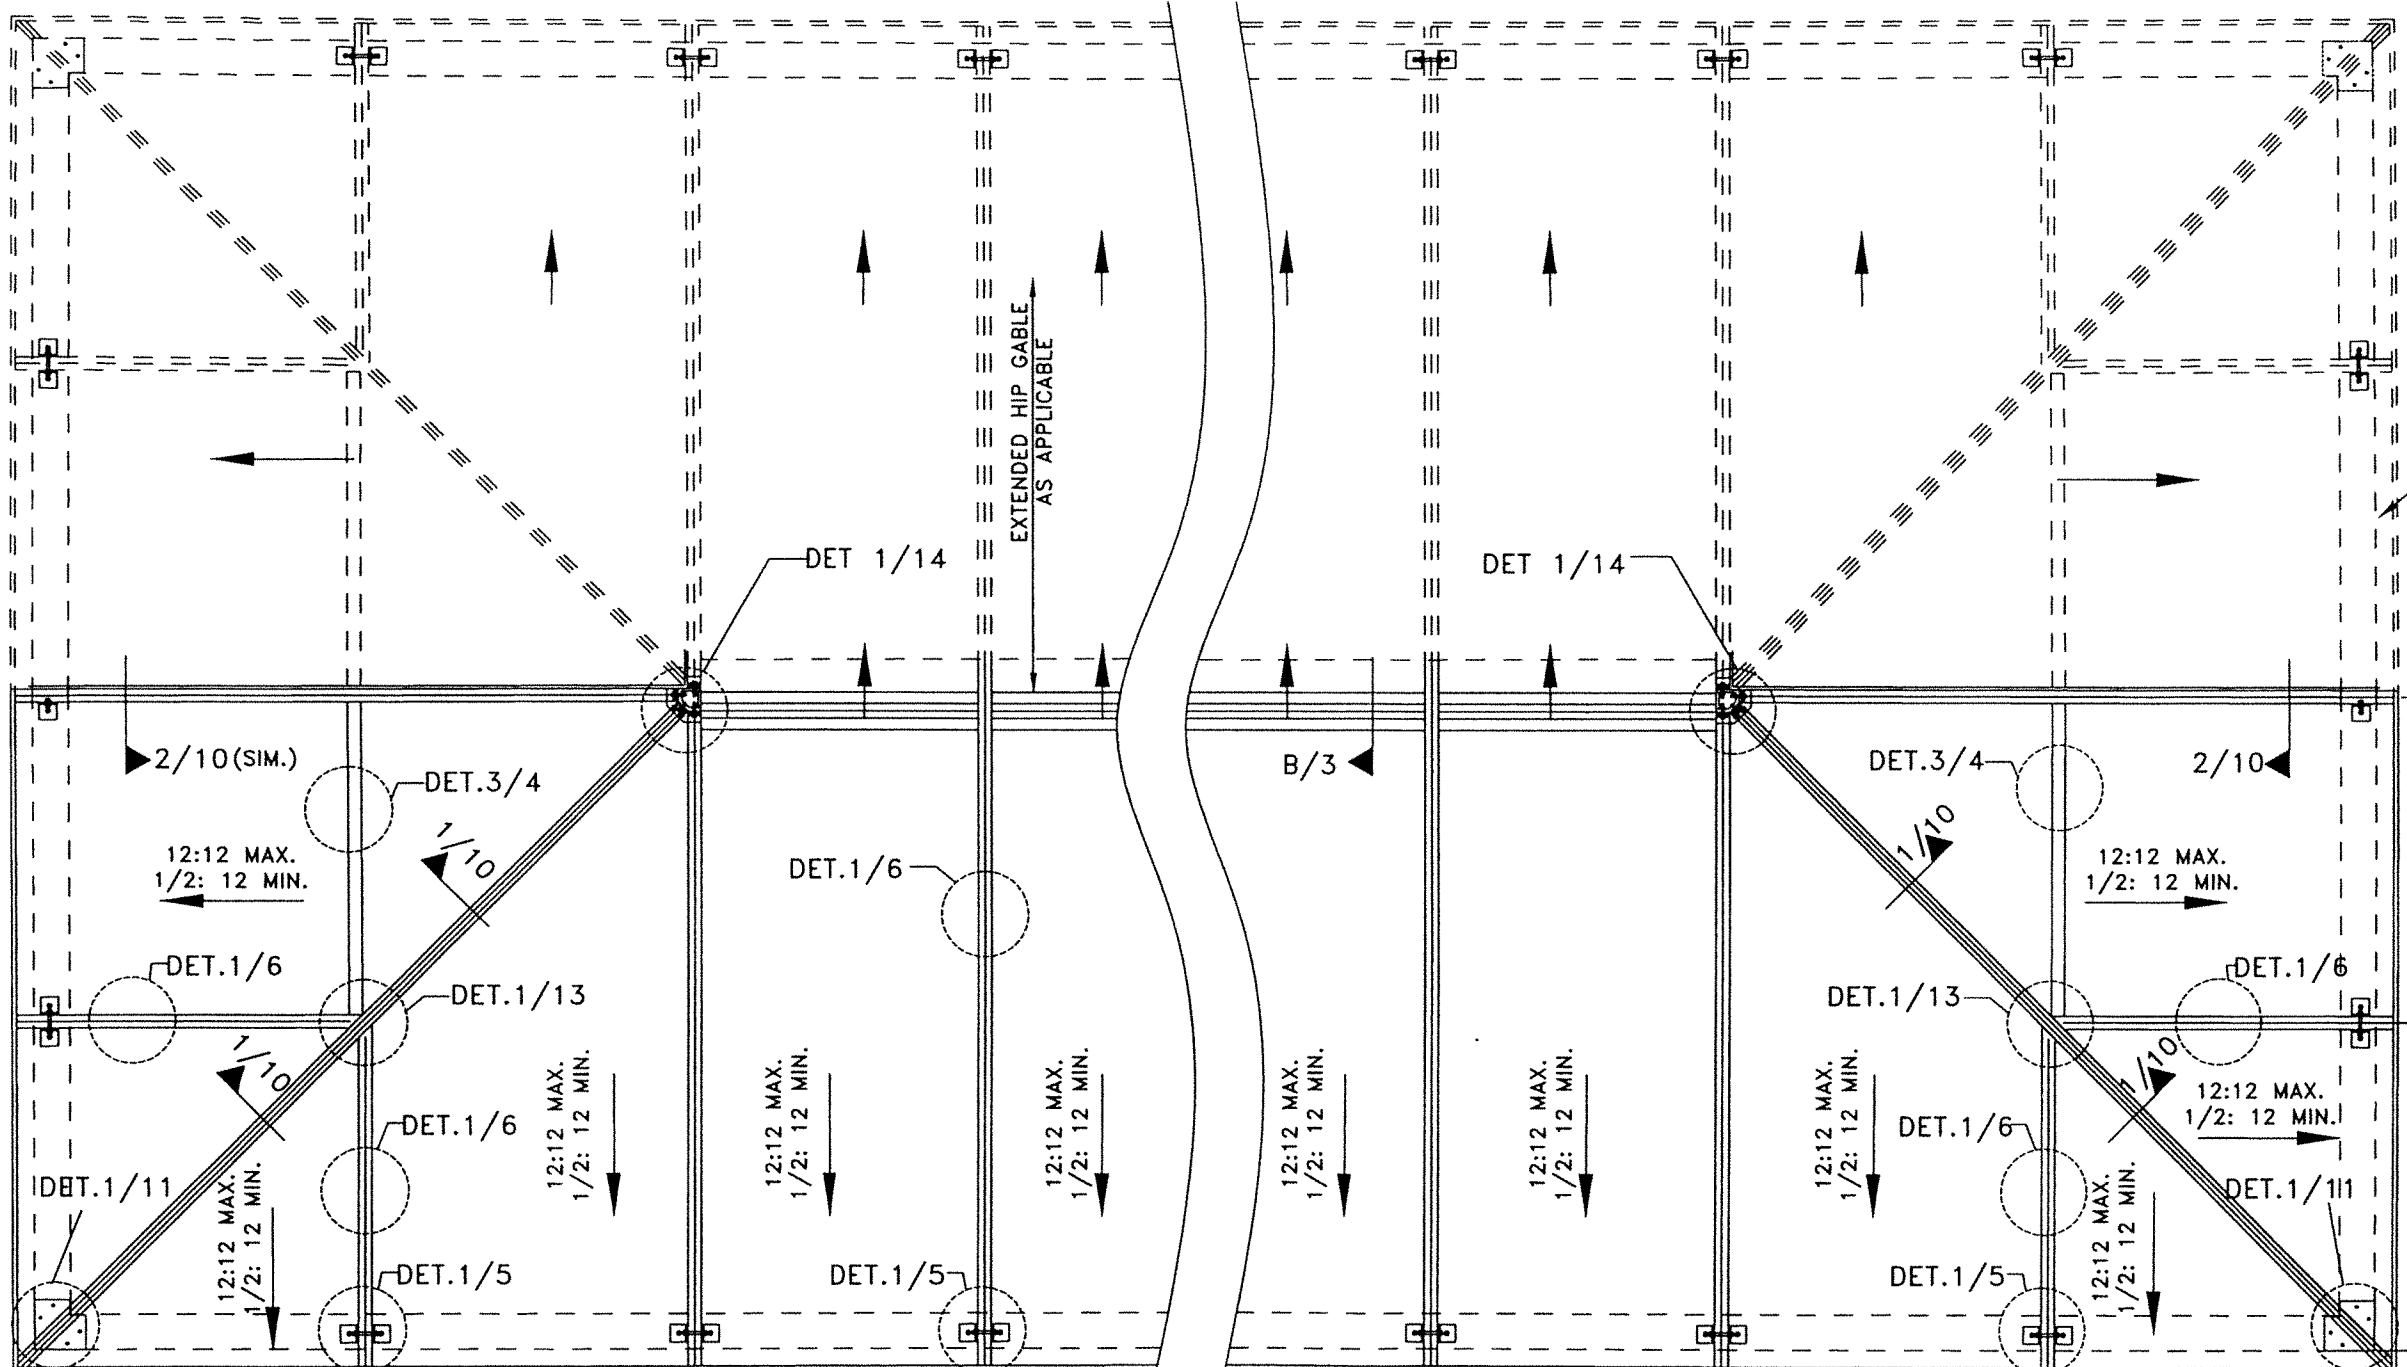 EXTENDED HIP GABLE
AS APPLICABLE
DET 1/14
DET 1/14
2/10(SIM.)
DET.3/4
B/3
DET.3/4
2/10
1/10
1/10
12:12 MAX.
1/2: 12 MIN.
DET.1/6
12:12 MAX.
1/2: 12 MIN.
DET.1/6
DET.1/13
DET.1/13
DET.1/6
1/10
1/10
12:12 MAX.
1/2: 12 MIN.
12:12 MAX.
1/2: 12 MIN.
12:12 MAX.
1/2: 12 MIN.
12:12 MAX.
1/2: 12 MIN.
12:12 MAX.
1/2: 12 MIN.
12:12 MAX.
1/2: 12 MIN.
12:12 MAX.
1/2: 12 MIN.
DET.1/6
DET.1/6
DET.1/11
12:12 MAX.
1/2: 12 MIN.
12:12 MAX.
1/2: 12 MIN.
DET.1/11
DET.1/5
DET.1/5
DET.1/5